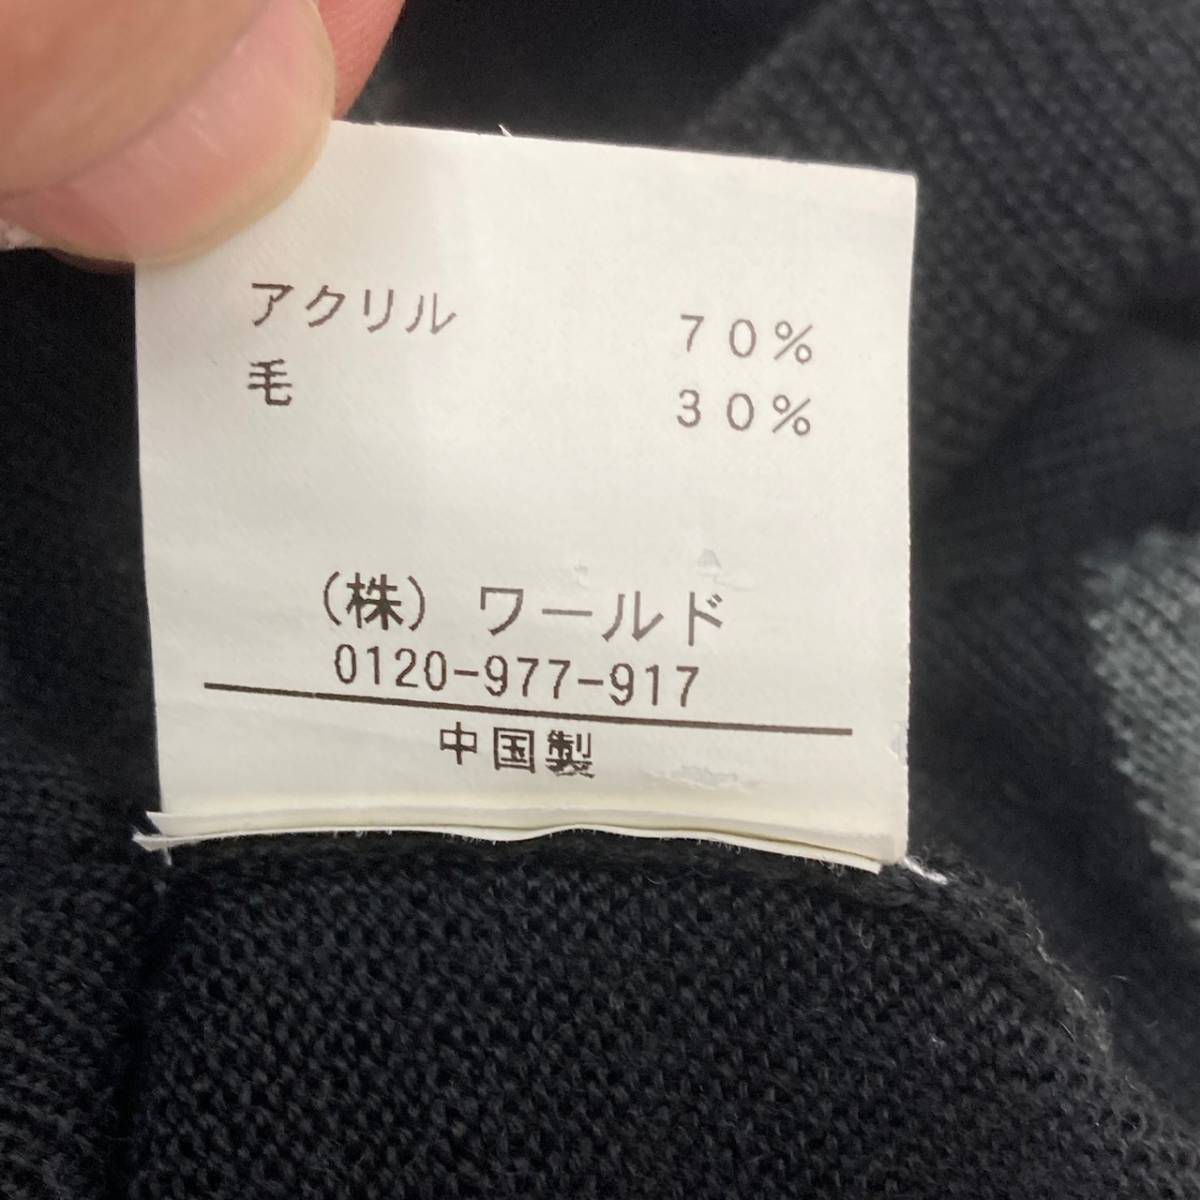 アクリル 70%
毛 30%
(株) ワールド
0120-977-917
中国製